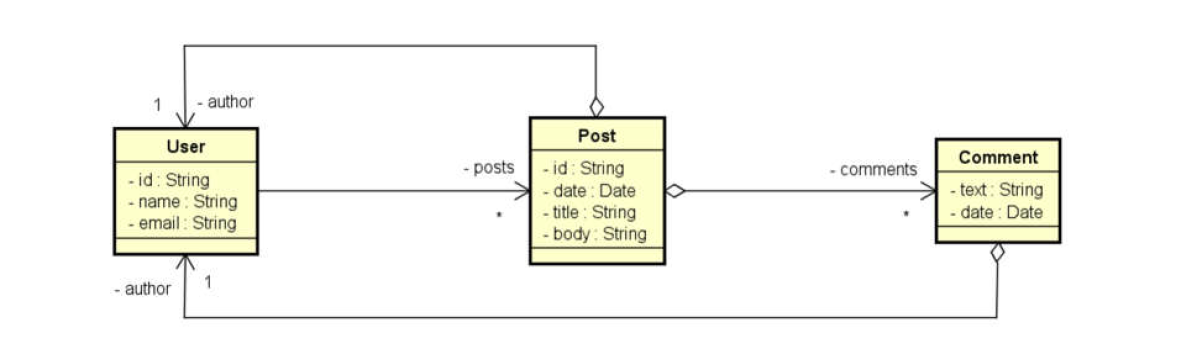 1
- author
User
- id : String
- name : String
- email : String
- author
1
- posts
*
Post
- id : String
- date : Date
- title : String
- body : String
- comments
*
Comment
- text : String
- date : Date